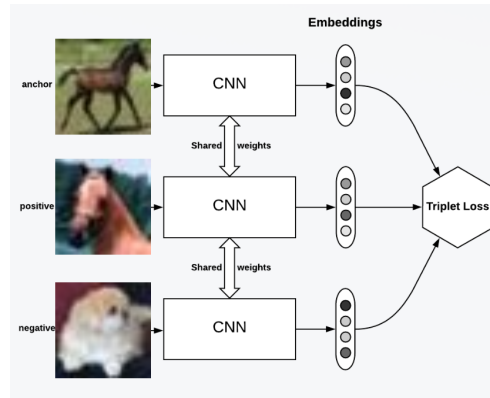 Embeddings
anchor
CNN
Shared weights
positive
CNN
Triplet Loss
Shared weights
negative
CNN